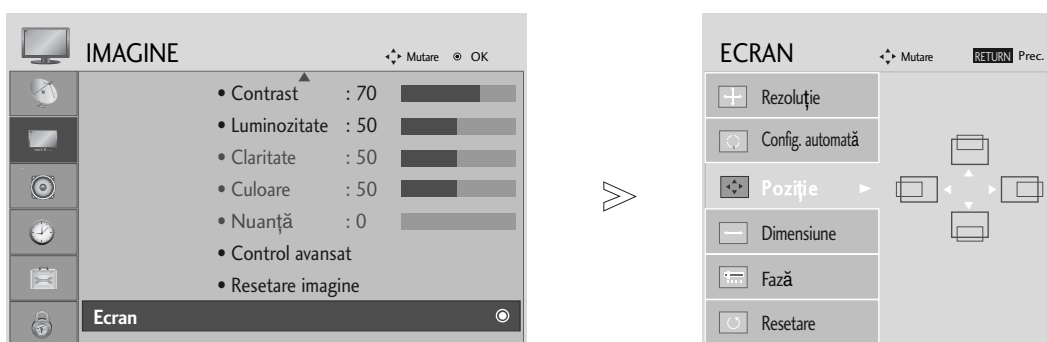 IMAGINE
Mutare OK
• Contrast : 70
• Luminozitate : 50
• Claritate : 50
• Culoare : 50
• Nuanță : 0
• Control avansat
• Resetare imagine
Ecran
ECRAN
Mutare RETURN Prec.
Rezoluție
Config. automată
Poziție
Dimensiune
Fază
Resetare